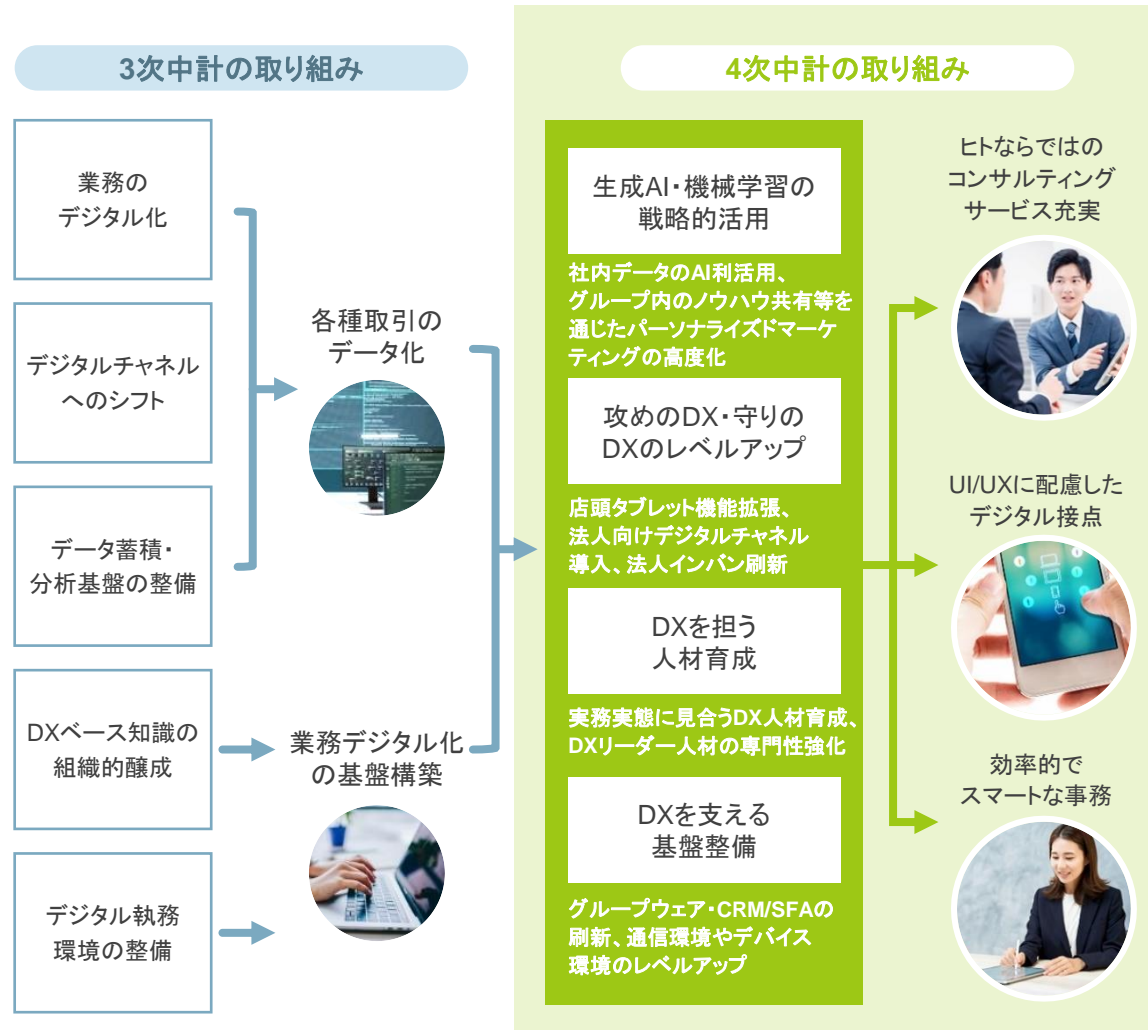 3次中計の取り組み
業務の
デジタル化
デジタルチャネル
へのシフト
データ蓄積・
分析基盤の整備
DXベース知識の
組織的醸成
デジタル執務
環境の整備
各種取引の
データ化
業務デジタル化
の基盤構築
4次中計の取り組み
生成AI・機械学習の
戦略的活用
社内データのAI利活用、
グループ内のノウハウ共有等を
通じたパーソナライズドマーケ
ティングの高度化
攻めのDX・守りの
DXのレベルアップ
店頭タブレット機能拡張、
法人向けデジタルチャネル
導入、法人インバン刷新
DXを担う
人材育成
実務実態に見合うDX人材育成、
DXリーダー人材の専門性強化
DXを支える
基盤整備
グループウェア・CRM/SFAの
刷新、通信環境やデバイス
環境のレベルアップ
ヒトならではの
コンサルティング
サービス充実
UI/UXに配慮した
デジタル接点
効率的で
スマートな事務